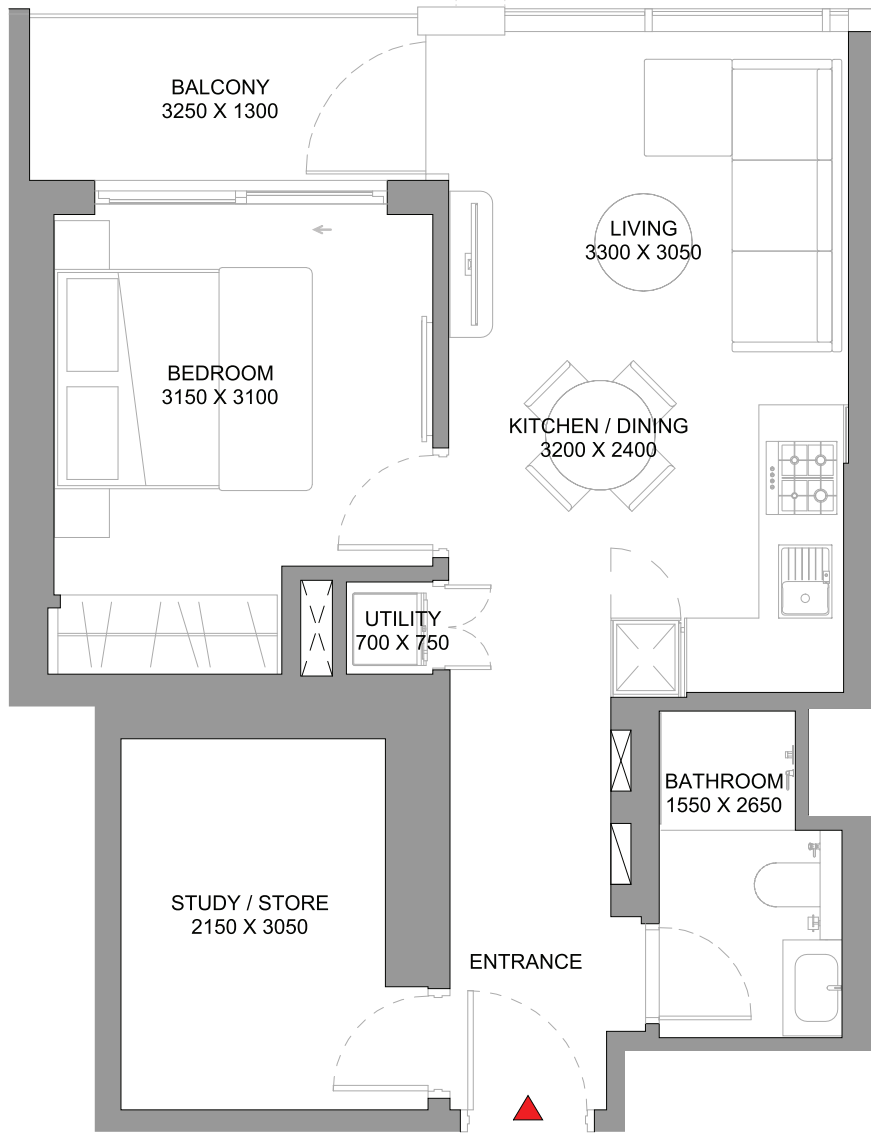 BALCONY
3250 X 1300
LIVING
3300 X 3050
BEDROOM
3150 X 3100
KITCHEN / DINING
3200 X 2400
UTILITY
700 X 750
BATHROOM
1550 X 2650
STUDY / STORE
2150 X 3050
ENTRANCE